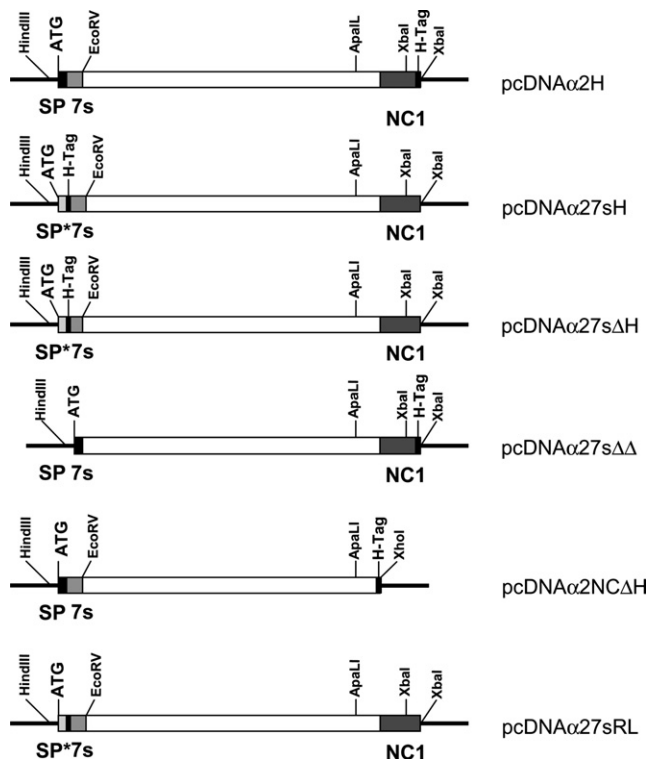 HindIII ATG EcoRV ApaIL XbaI H-Tag XbaI
pcDNAα2H
SP 7s NC1
HindIII ATG H-Tag EcoRV ApaLI XbaI XbaI
pcDNAα27sH
SP*7s NC1
HindIII ATG H-Tag EcoRV ApaLI XbaI XbaI
pcDNAα27sΔH
SP*7s NC1
HindIII ATG ApaLI XbaI H-Tag XbaI
pcDNAα27sΔΔ
SP 7s NC1
HindIII ATG EcoRV ApaLI H-Tag XhoI
pcDNAα2NCΔH
SP 7s
HindIII ATG EcoRV ApaLI XbaI XbaI
pcDNAα27sRL
SP*7s NC1